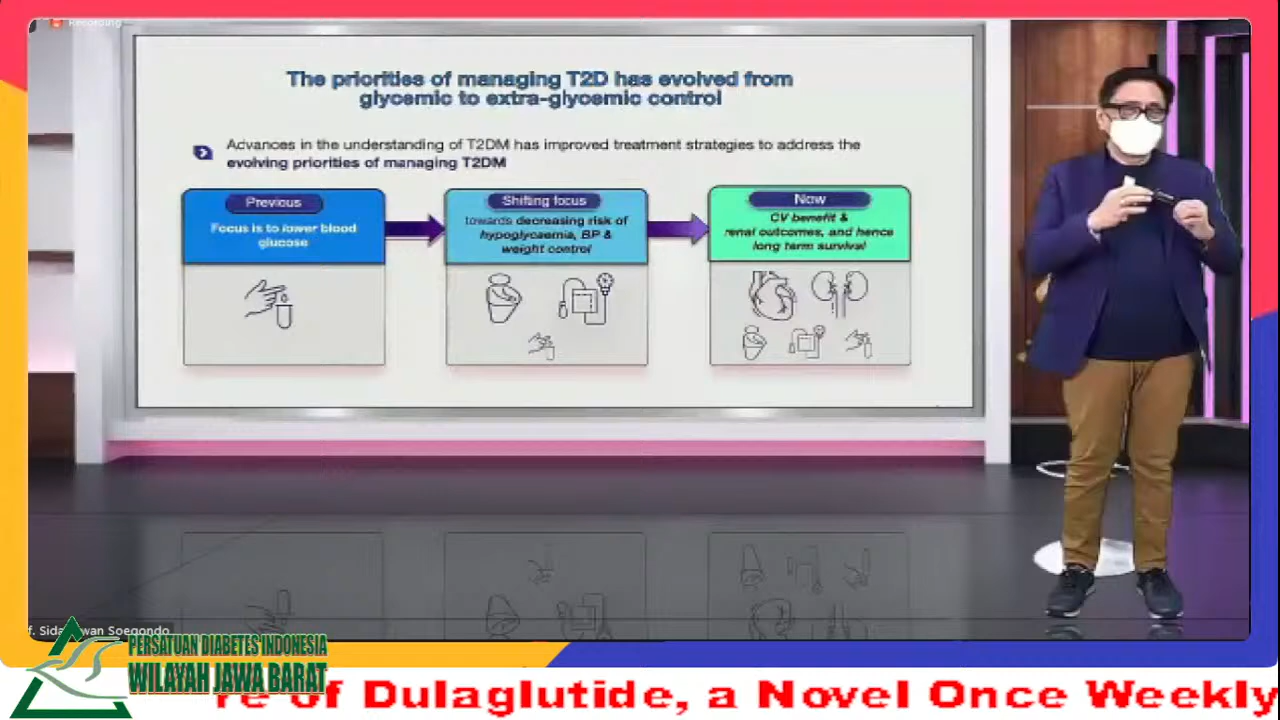 Recording
The priorities of managing T2D has evolved from
glycemic to extra-glycemic control
Advances in the understanding of T2DM has improved treatment strategies to address the
evolving priorities of managing T2DM
Previous
Focus is to lower blood
glucose
Shifting focus
towards decreasing risk of
hypoglycaemia, BP &
weight control
Now
CV benefit &
renal outcomes, and hence
long term survival
Soegondo
PERSATUAN DIABETES INDONESIA
WILAYAH JAWA BARAT
of Dulaglutide, a Novel Once Weekly